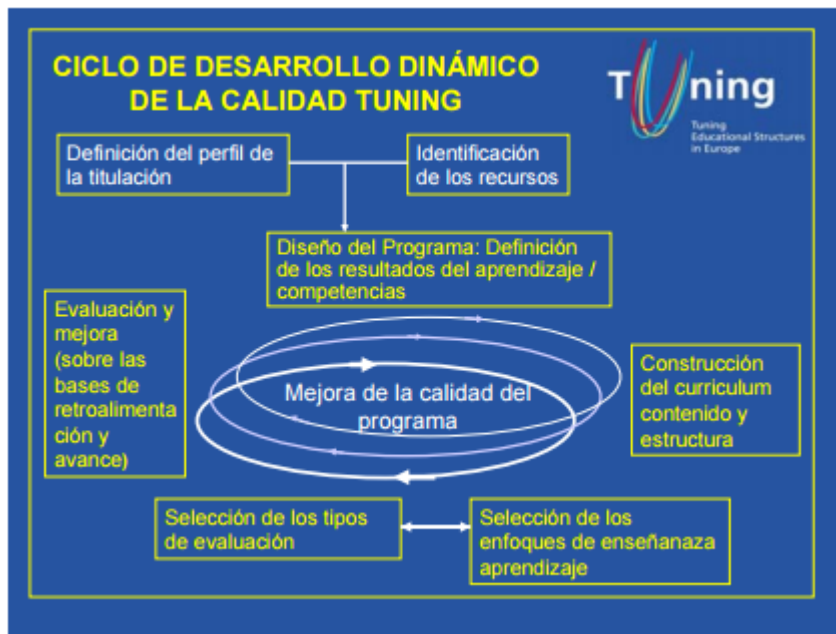 CICLO DE DESARROLLO DINÁMICO
DE LA CALIDAD TUNING
Tuning
Tuning
Educational Structures
in Europe
Definición del perfil de
la titulación
Identificación
de los recursos
Diseño del Programa: Definición
de los resultados del aprendizaje /
competencias
Evaluación y
mejora
(sobre las
bases de
retroalimenta
ción y
avance)
Mejora de la calidad del
programa
Construcción
del curriculum
contenido y
estructura
Selección de los tipos
de evaluación
Selección de los
enfoques de enseñanaza
aprendizaje